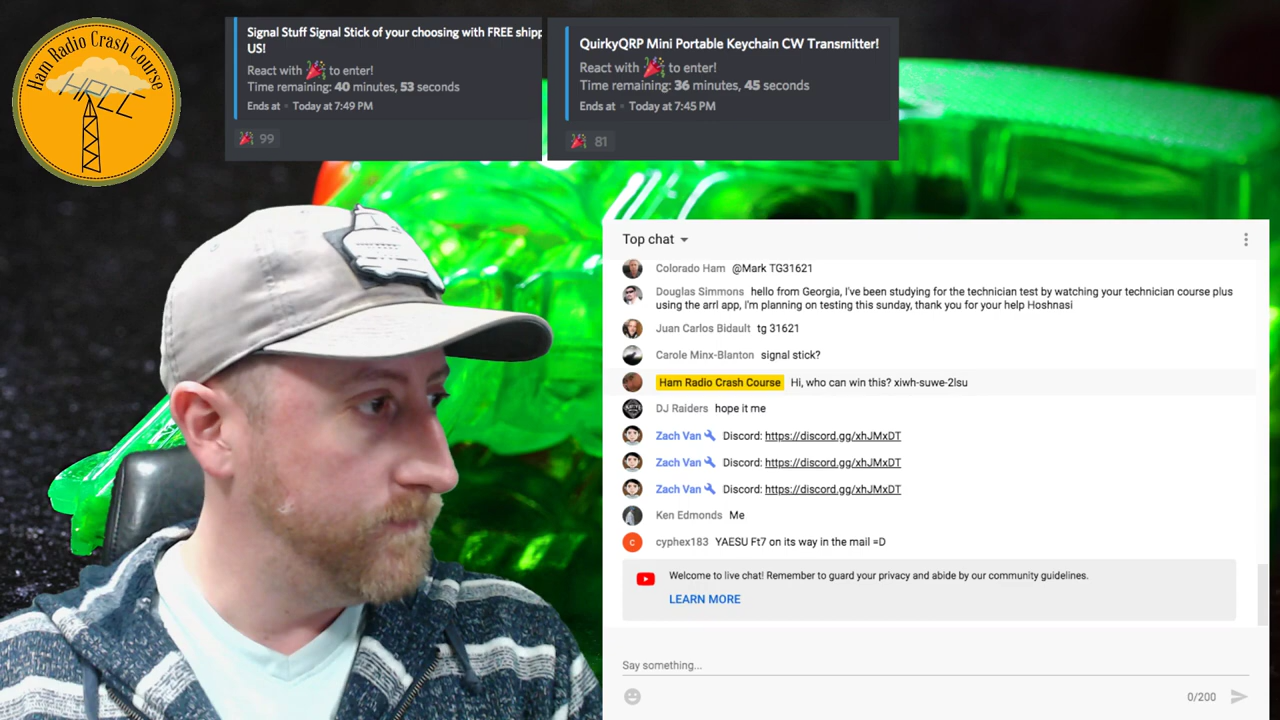 Ham Radio Crash Course
HRCC
Signal Stuff Signal Stick of your choosing with FREE shipp
US!
React with to enter!
Time remaining: 40 minutes, 53 seconds
Ends at • Today at 7:49 PM
99
QuirkyQRP Mini Portable Keychain CW Transmitter!
React with to enter!
Time remaining: 36 minutes, 45 seconds
Ends at • Today at 7:45 PM
81
Top chat
Colorado Ham @Mark TG31621
Douglas Simmons hello from Georgia, I've been studying for the technician test by watching your technician course plus
using the arrl app, I'm planning on testing this sunday, thank you for your help Hoshnasi
Juan Carlos Bidault tg 31621
Carole Minx-Blanton signal stick?
Ham Radio Crash Course Hi, who can win this? xiwh-suwe-2lsu
DJ Raiders hope it me
Zach Van Discord: https://discord.gg/xhJMxDT
Zach Van Discord: https://discord.gg/xhJMxDT
Zach Van Discord: https://discord.gg/xhJMxDT
Ken Edmonds Me
c cyphex183 YAESU Ft7 on its way in the mail =D
Welcome to live chat! Remember to guard your privacy and abide by our community guidelines.
LEARN MORE
Say something...
0/200